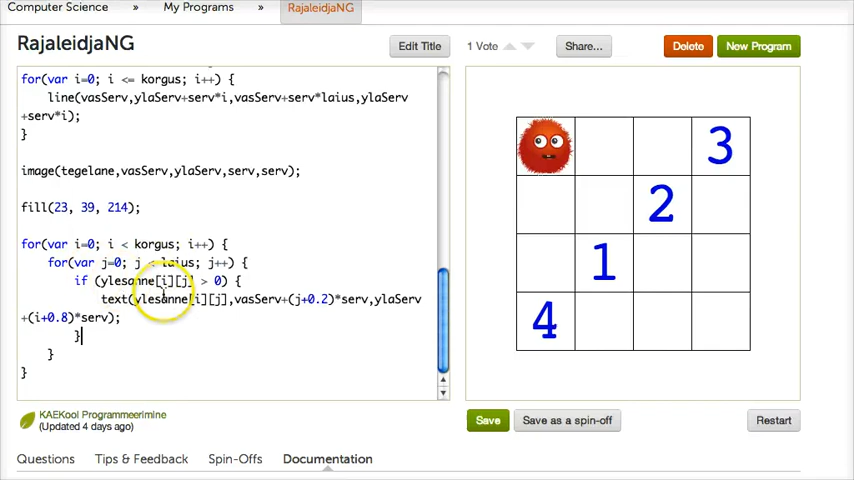 Computer Science » My Programs » RajaleidjaNG
RajaleidjaNG
Edit Title
1 Vote
Share...
Delete
New Program
for(var i=0; i <= korgus; i++) {
line(vasServ,ylaServ+serv*i,vasServ+serv*laius,ylaServ
+serv*i);
}
image(tegelane,vasServ,ylaServ,serv,serv);
fill(23, 39, 214);
for(var i=0; i < korgus; i++) {
for(var j=0; j < laius; j++) {
if (ylesanne[i][j] > 0) {
text(ylesanne[i][j],vasServ+(j+0.2)*serv,ylaServ
+(i+0.8)*serv);
}
}
}
3
2
1
4
KAEKool Programmeerimine
(Updated 4 days ago)
Save
Save as a spin-off
Restart
Questions
Tips & Feedback
Spin-Offs
Documentation